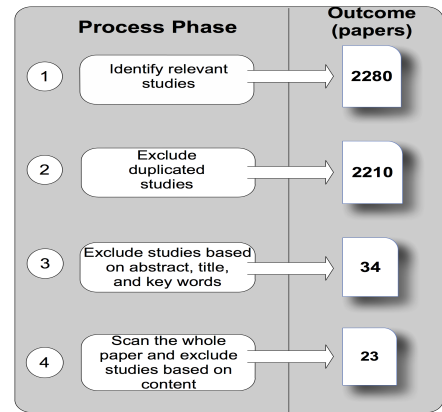 Process Phase
Outcome
(papers)
1
Identify relevant
studies
2280
2
Exclude
duplicated
studies
2210
3
Exclude studies based
on abstract, title,
and key words
34
4
Scan the whole
paper and exclude
studies based on
content
23